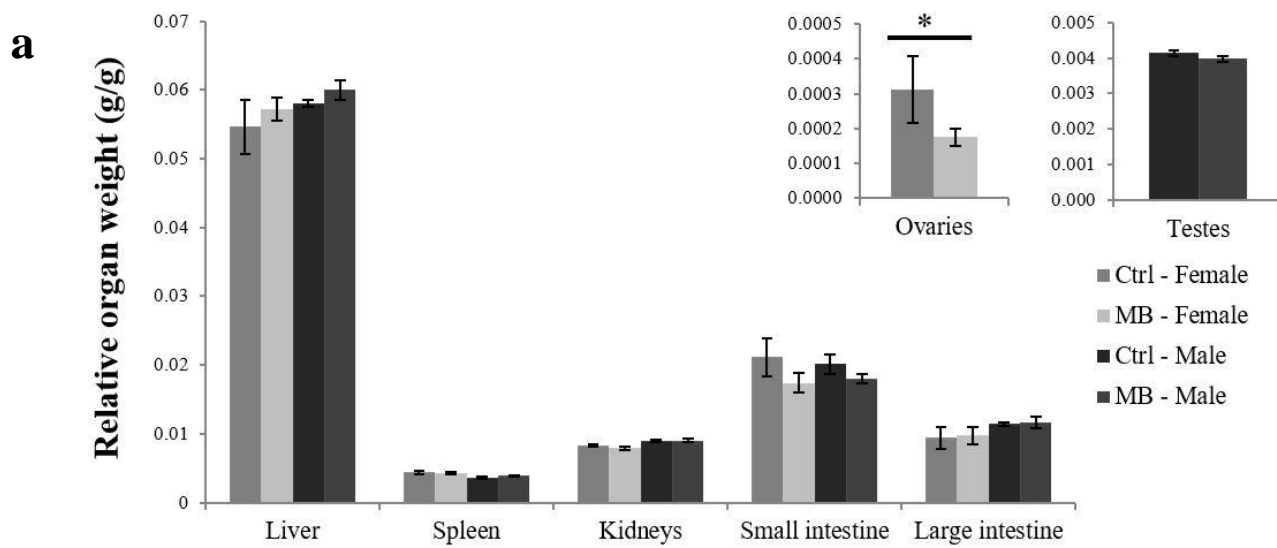 a
Relative organ weight (g/g)
0.07
0.06
0.05
0.04
0.03
0.02
0.01
0
Liver
Spleen
Kidneys
Small intestine
Large intestine
0.0005
0.0004
0.0003
0.0002
0.0001
0.0000
*
Ovaries
0.005
0.004
0.003
0.002
0.001
0.000
Testes
Ctrl - Female
MB - Female
Ctrl - Male
MB - Male